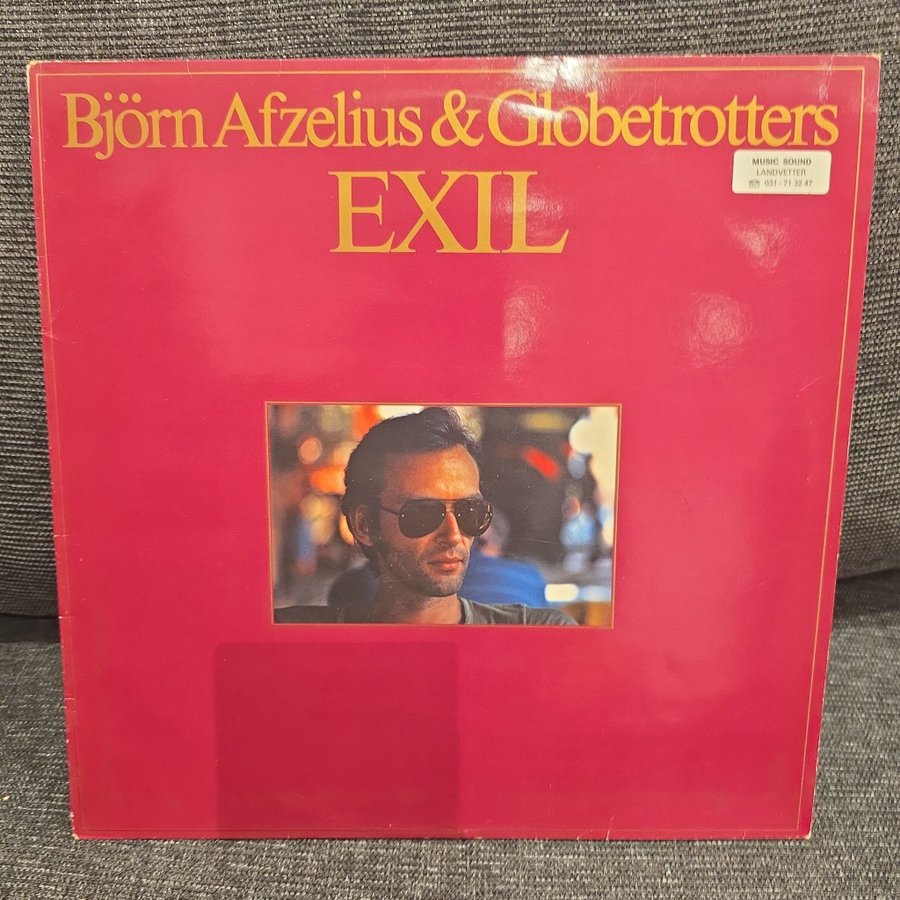 Björn Afzelius & Globetrotters
EXIL
MUSIC SOUND
LANDVETTER
031 - 71 32 47